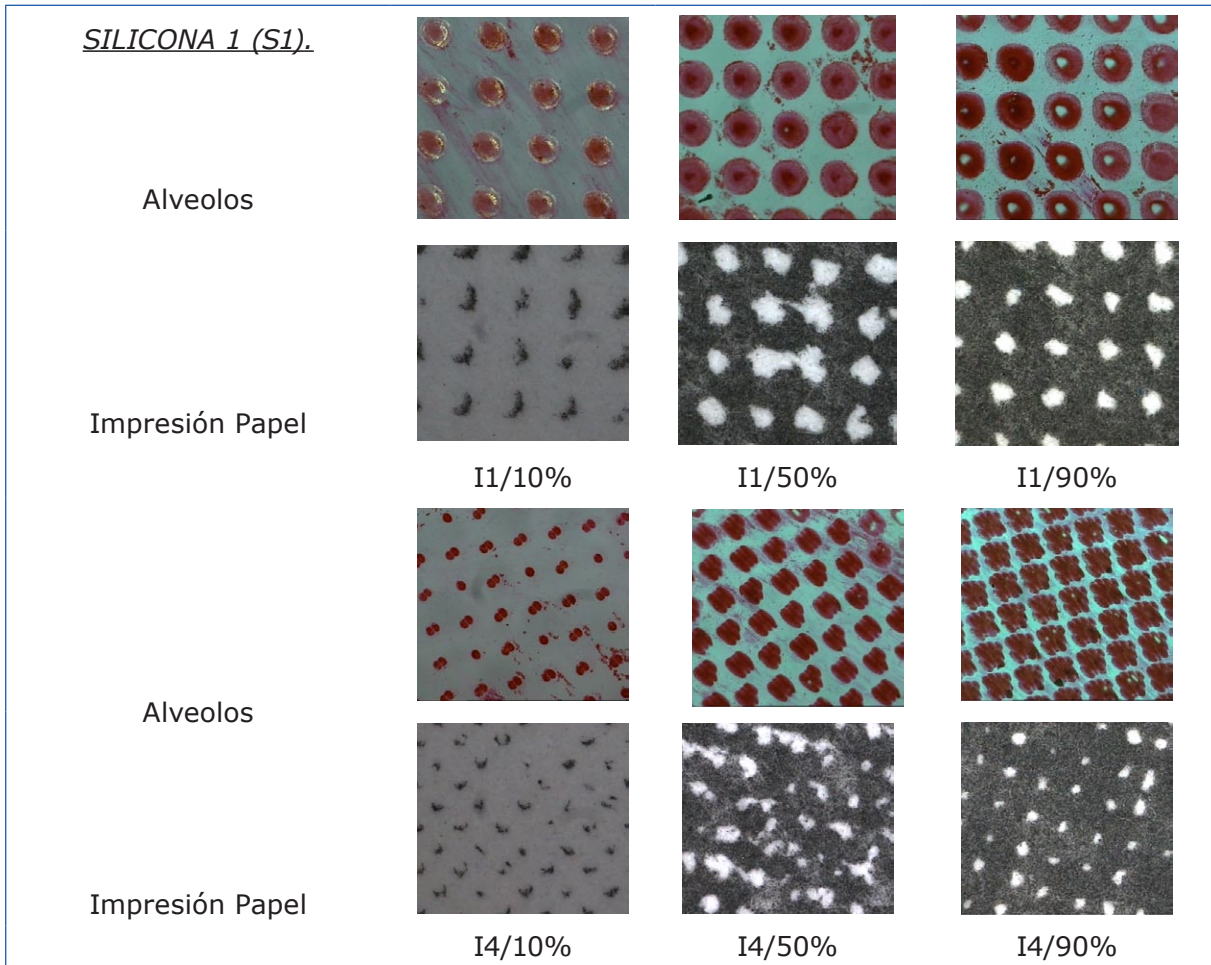 SILICONA 1 (S1).
Alveolos
Impresión Papel
I1/10% I1/50% I1/90%
Alveolos
Impresión Papel
I4/10% I4/50% I4/90%